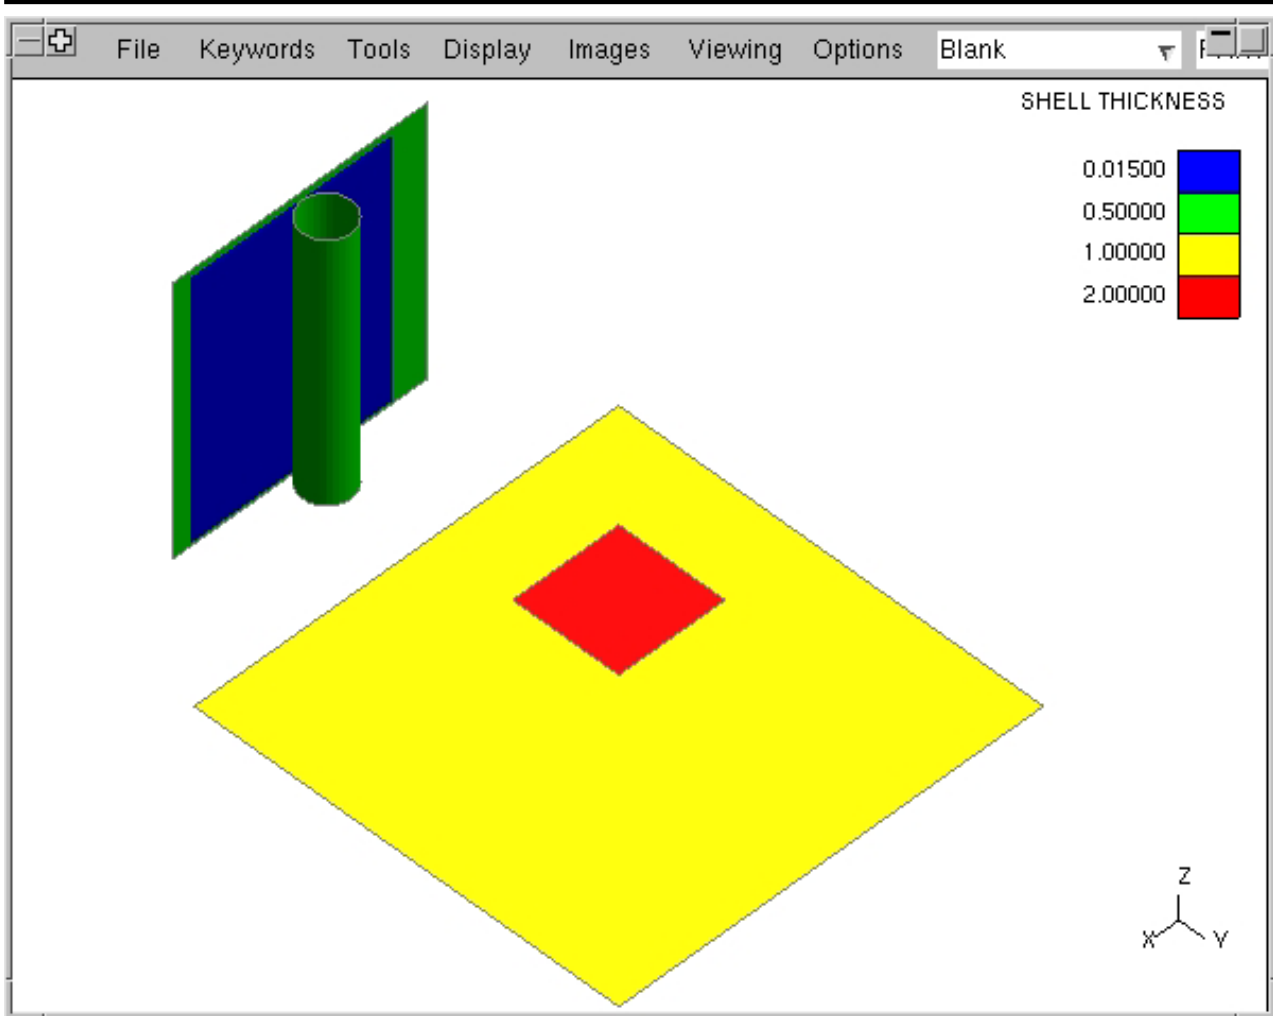 File Keywords Tools Display Images Viewing Options Blank
SHELL THICKNESS
0.01500
0.50000
1.00000
2.00000
Z
X Y